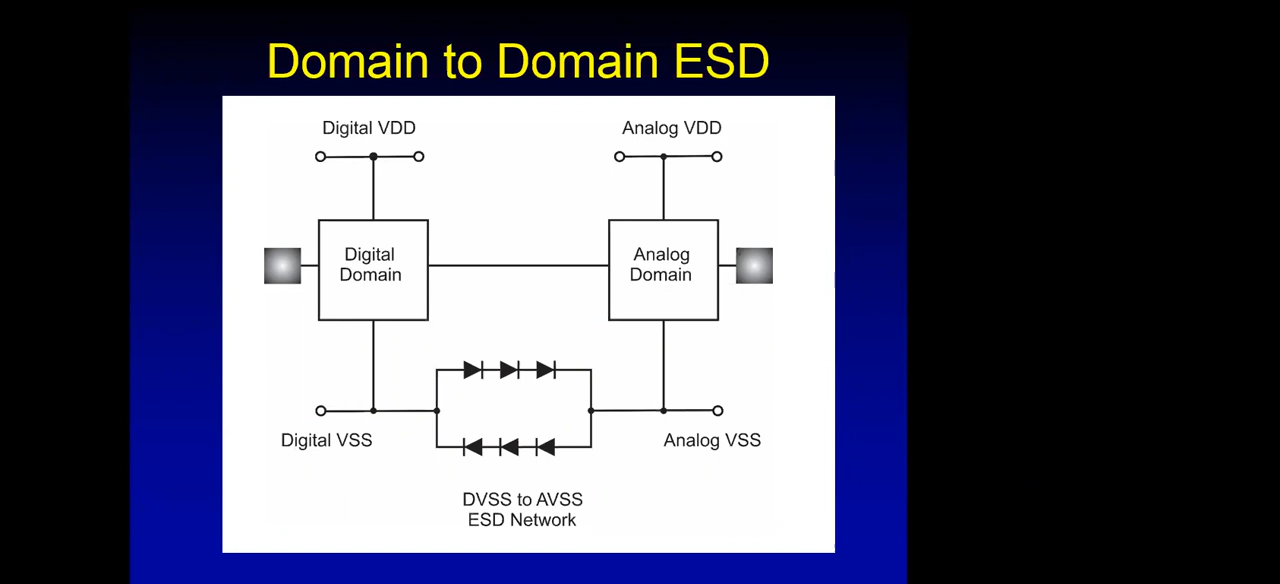 Domain to Domain ESD
Digital VDD
Analog VDD
Digital
Domain
Analog
Domain
Digital VSS
Analog VSS
DVSS to AVSS
ESD Network